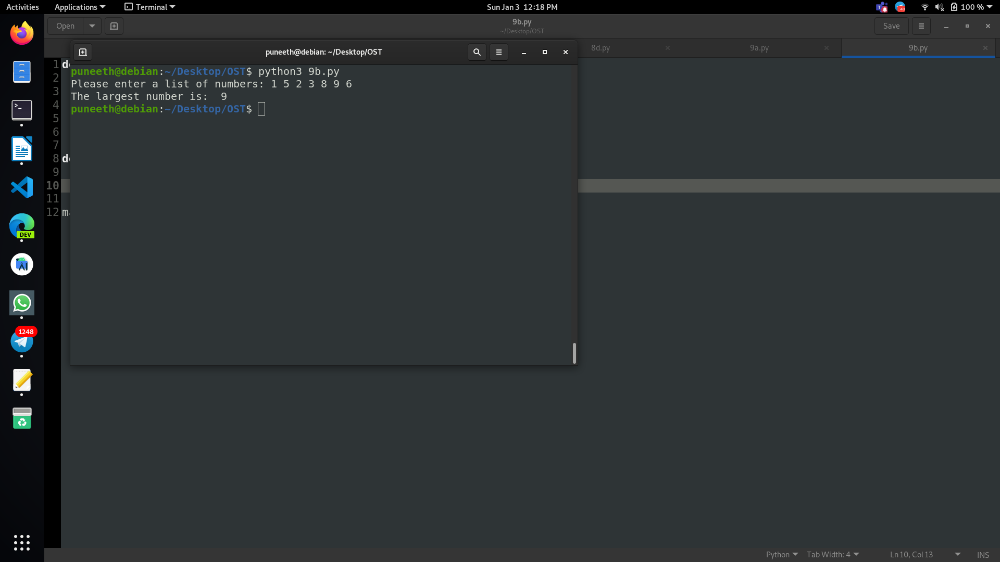 Activities Applications Terminal Sun Jan 3 12:18 PM 100 %
Open 9b.py Save
~/Desktop/OST
8d.py 9a.py 9b.py
puneeth@debian: ~/Desktop/OST
puneeth@debian:~/Desktop/OST$ python3 9b.py
Please enter a list of numbers: 1 5 2 3 8 9 6
The largest number is:  9
puneeth@debian:~/Desktop/OST$
1
2
3
4
5
6
7
8
9
10
11
12
DEV
1248
Python Tab Width: 4 Ln 10, Col 13 INS